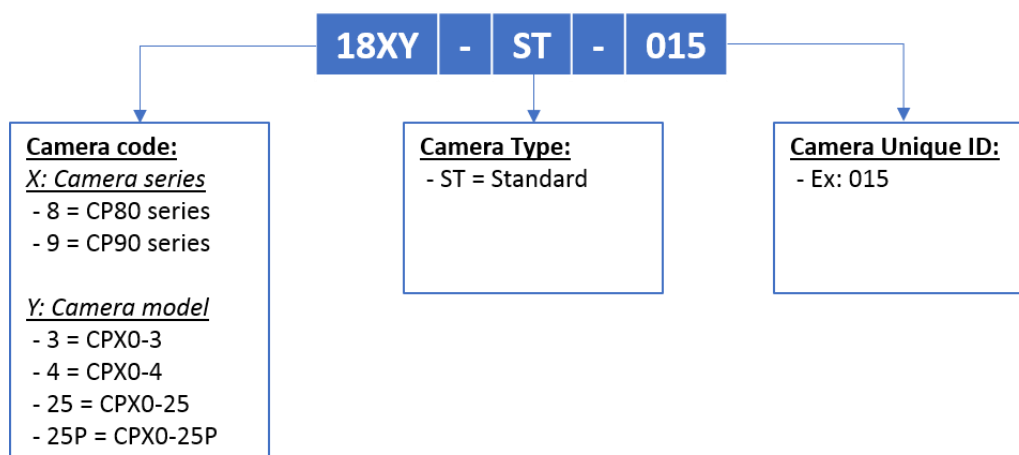 18XY - ST - 015
Camera code:
X: Camera series
- 8 = CP80 series
- 9 = CP90 series
Y: Camera model
- 3 = CPX0-3
- 4 = CPX0-4
- 25 = CPX0-25
- 25P = CPX0-25P
Camera Type:
- ST = Standard
Camera Unique ID:
- Ex: 015